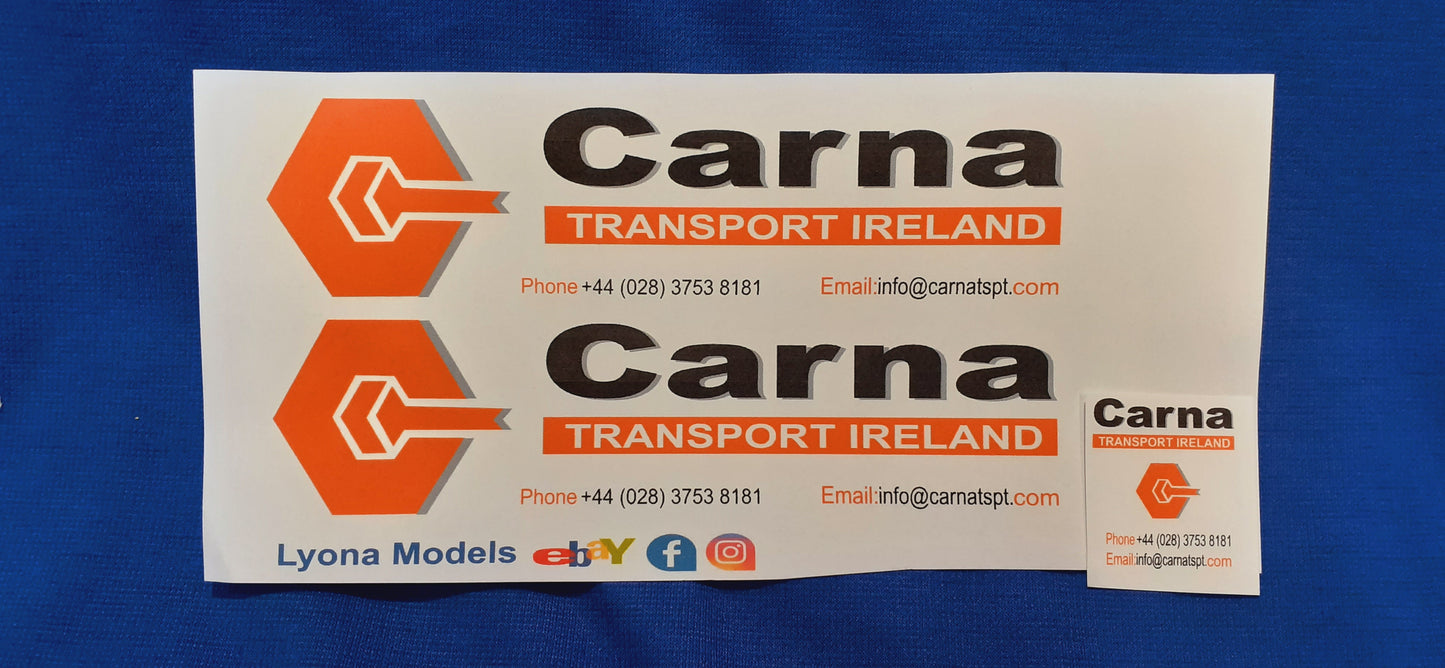 Carna
TRANSPORT IRELAND
Phone +44 (028) 3753 8181 Email:info@carnatspt.com
Carna
TRANSPORT IRELAND
Phone +44 (028) 3753 8181 Email:info@carnatspt.com
Lyona Models ebaY f
Carna
TRANSPORT IRELAND
Phone +44 (028) 3753 8181
Email:info@carnatspt.com